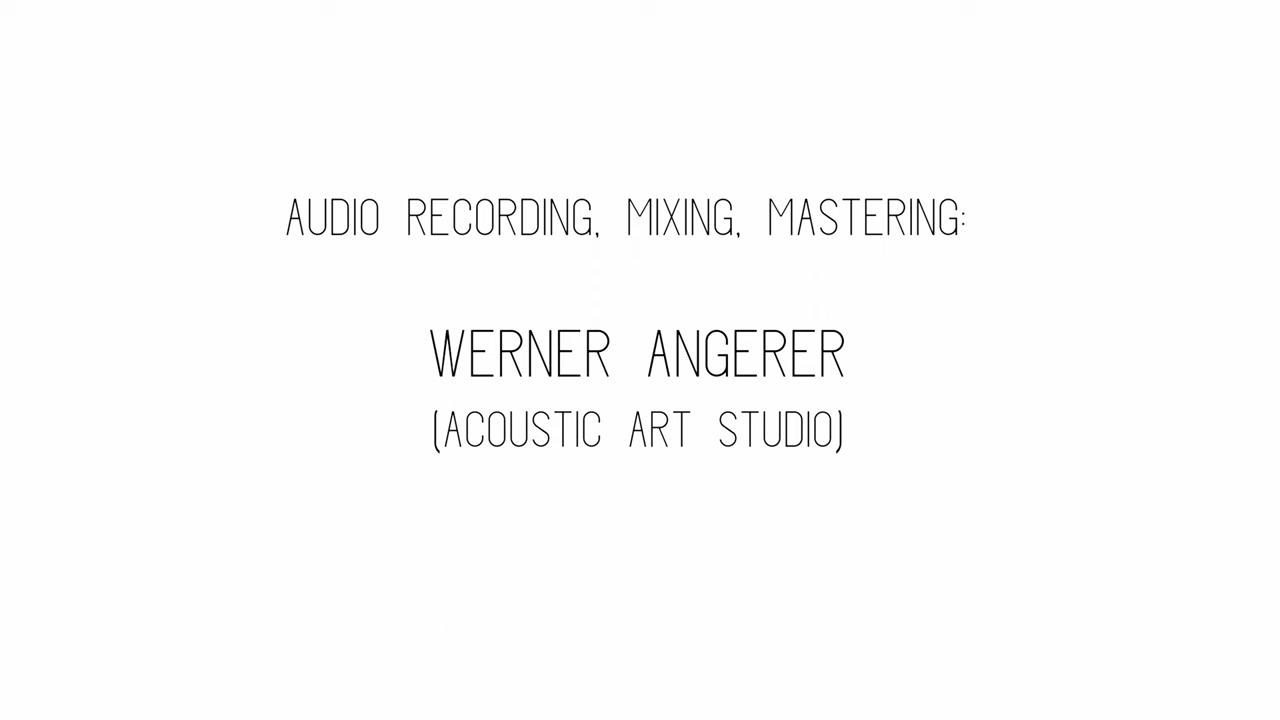 AUDIO RECORDING, MIXING, MASTERING:
WERNER ANGERER
(ACOUSTIC ART STUDIO)